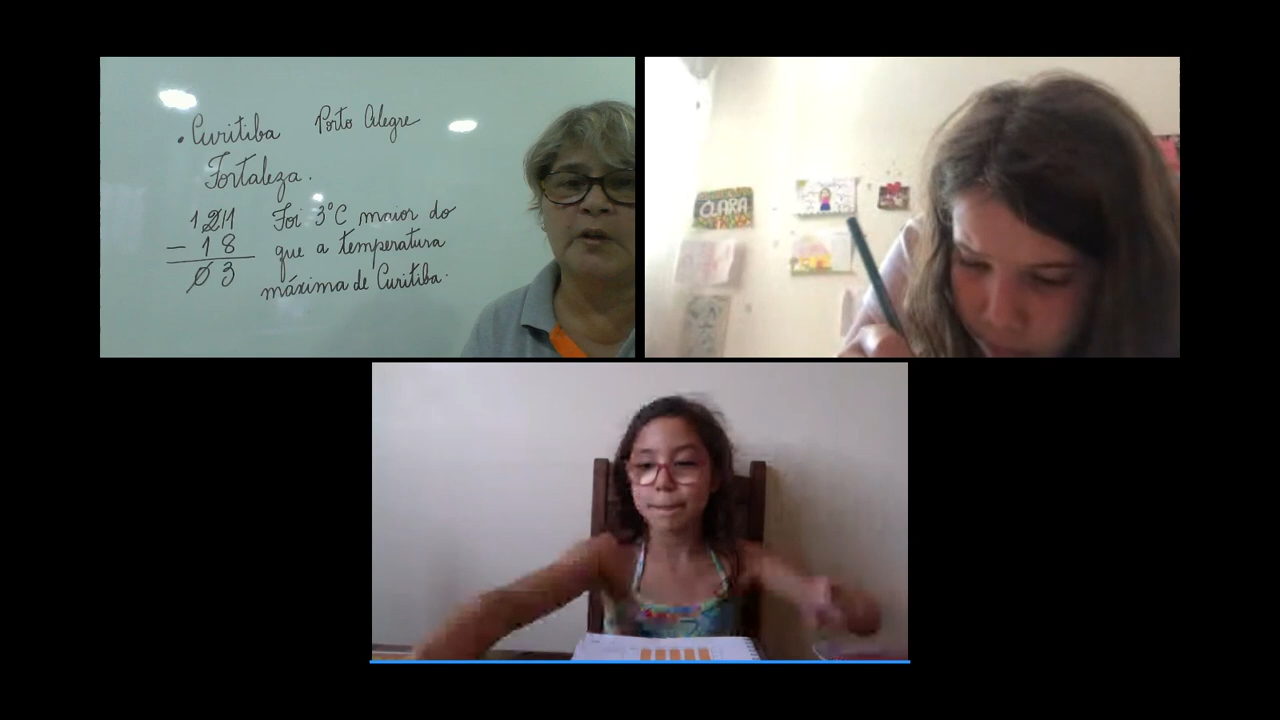 . Curitiba Porto Alegre
Fortaleza.
1 2 11 Foi 3°C maior do
- 1 8 que a temperatura
0 3 máxima de Curitiba.
CLARA